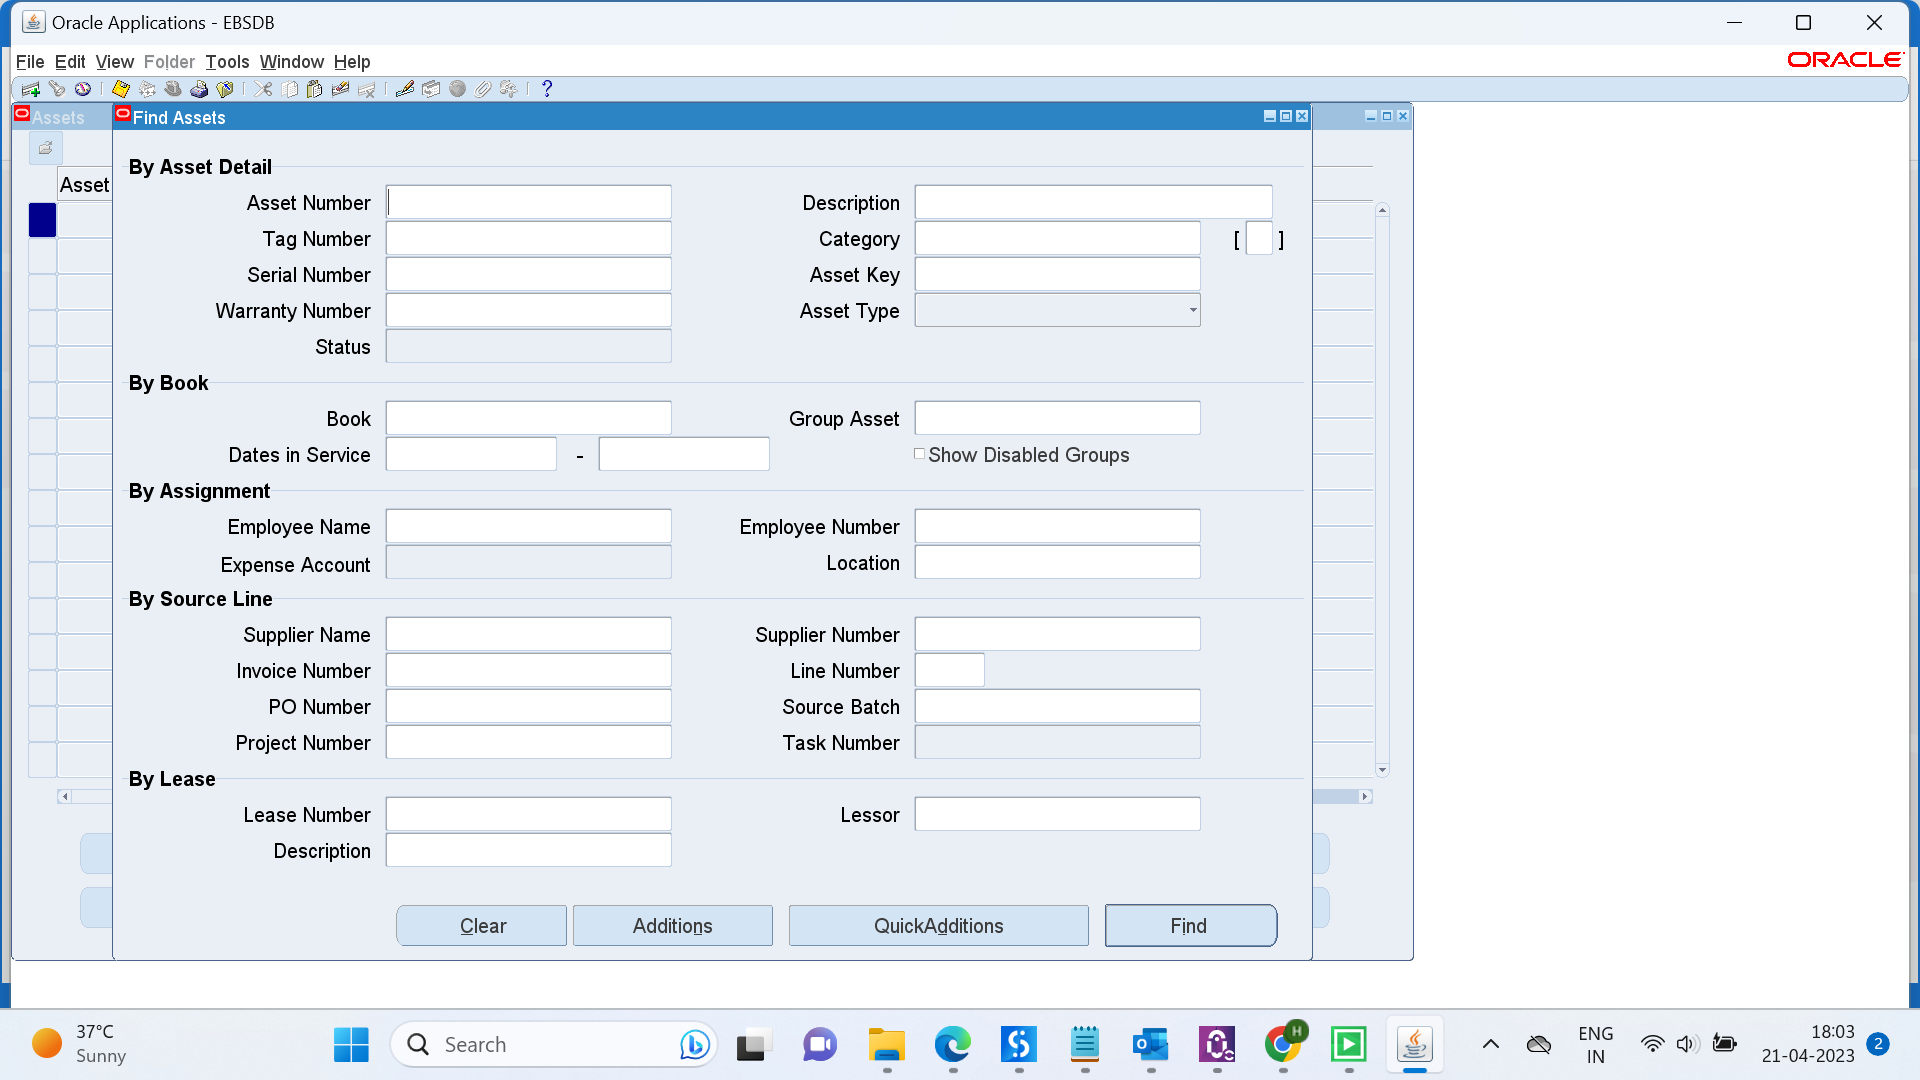 Oracle Applications - EBSDB
File Edit View Folder Tools Window Help
ORACLE
Assets
Find Assets
By Asset Detail
Asset
Asset Number
Description
Tag Number
Category
[ ]
Serial Number
Asset Key
Warranty Number
Asset Type
Status
By Book
Book
Group Asset
Dates in Service
-
Show Disabled Groups
By Assignment
Employee Name
Employee Number
Expense Account
Location
By Source Line
Supplier Name
Supplier Number
Invoice Number
Line Number
PO Number
Source Batch
Project Number
Task Number
By Lease
Lease Number
Lessor
Description
Clear
Additions
QuickAdditions
Find
37°C
Sunny
Search
H
ENG
IN
18:03
21-04-2023
2